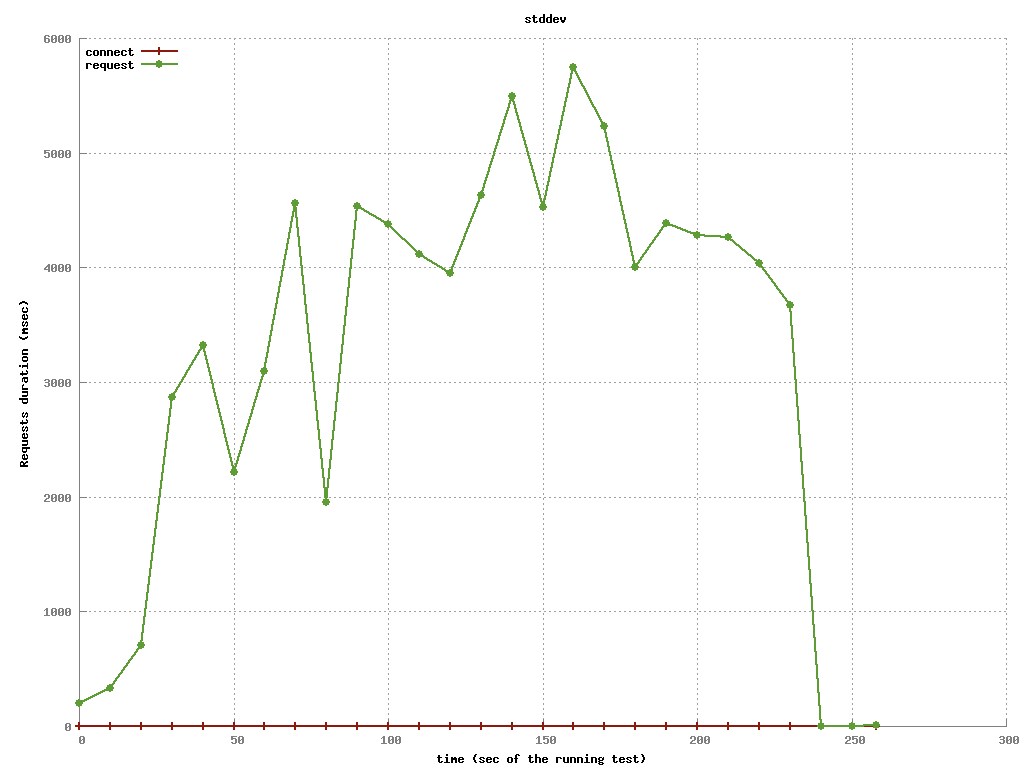 stddev
connect
request
6000
5000
4000
3000
2000
1000
0
Requests duration (msec)
0 50 100 150 200 250 300
time (sec of the running test)